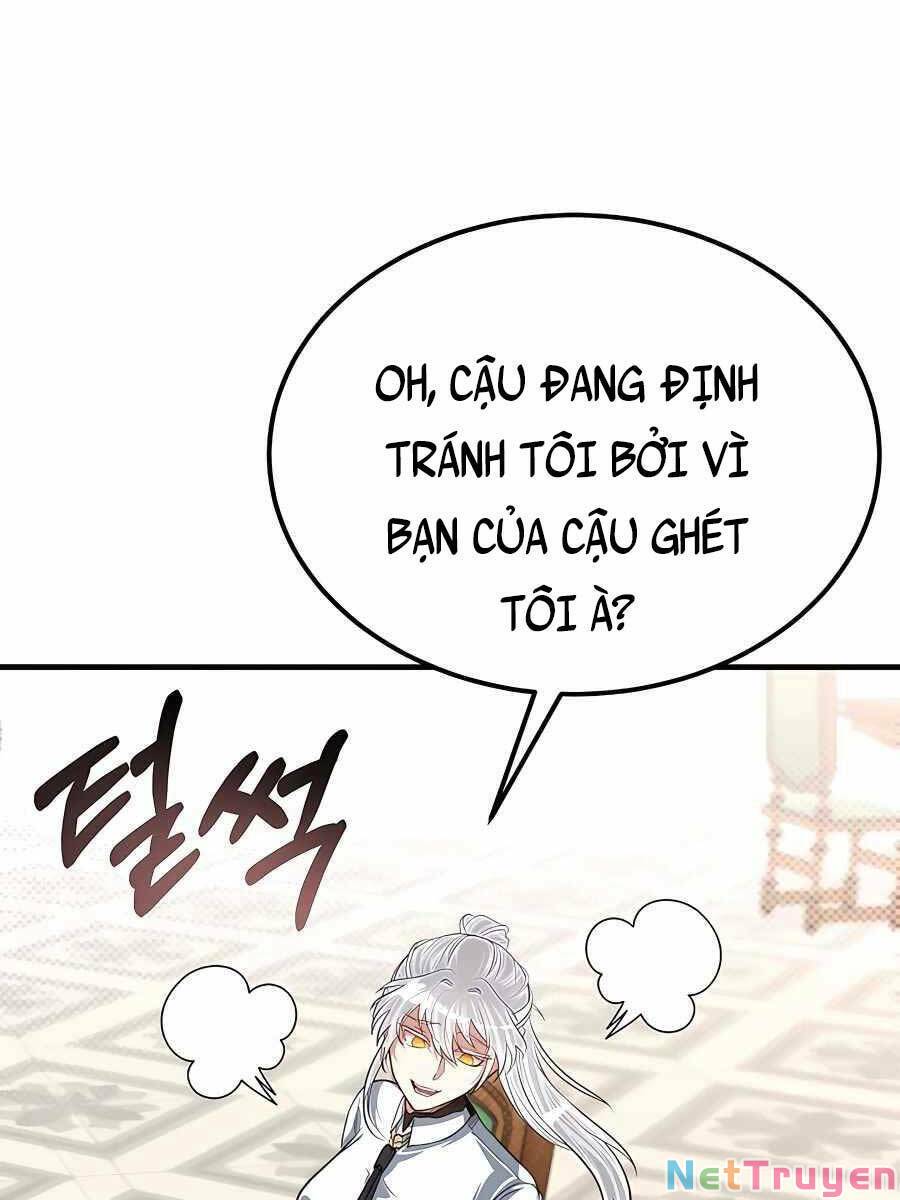 OH, CẬU ĐANG ĐỊNH
TRÁNH TÔI BỞI VÌ
BẠN CỦA CẬU GHÉT
TÔI À?
털썩
NetTruyen